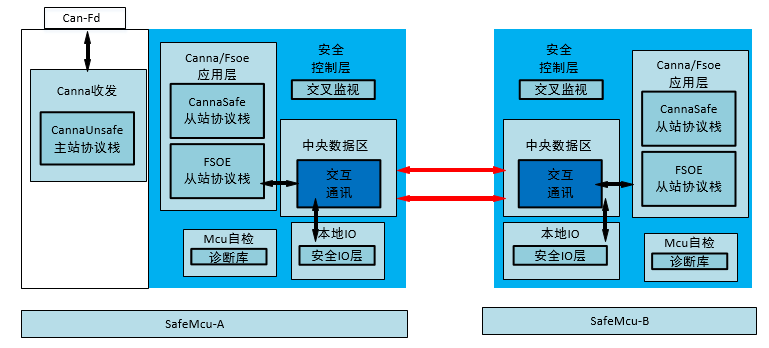 Can-Fd
Canna收发
CannaUnsafe
主站协议栈
Canna/Fsoe
应用层
CannaSafe
从站协议栈
FSOE
从站协议栈
安全
控制层
交叉监视
中央数据区
交互
通讯
Mcu自检
诊断库
本地IO
安全IO层
SafeMcu-A
安全
控制层
交叉监视
Canna/Fsoe
应用层
CannaSafe
从站协议栈
FSOE
从站协议栈
中央数据区
交互
通讯
本地IO
安全IO层
Mcu自检
诊断库
SafeMcu-B